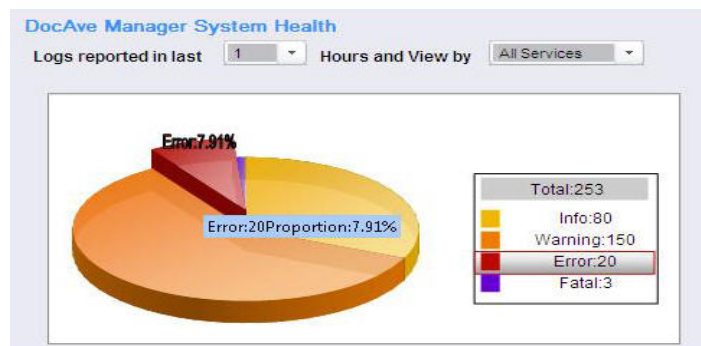 DocAve Manager System Health
Logs reported in last 1 Hours and View by All Services
Error:7.91%
Error:20Proportion:7.91%
Total:253
Info:80
Warning:150
Error:20
Fatal:3